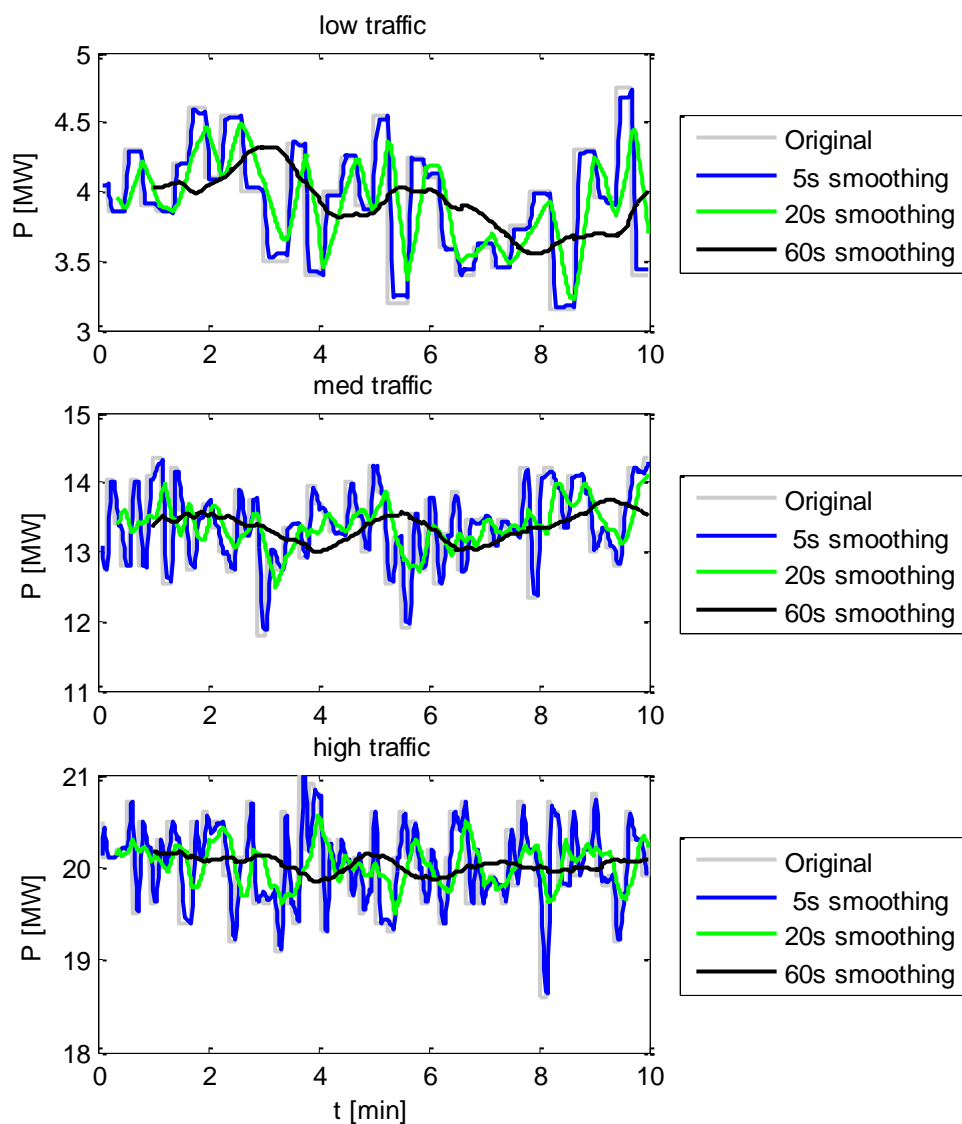 low traffic
5
4.5
4
3.5
3
P [MW]
0 2 4 6 8 10
Original
5s smoothing
20s smoothing
60s smoothing
med traffic
15
14
13
12
11
P [MW]
0 2 4 6 8 10
Original
5s smoothing
20s smoothing
60s smoothing
high traffic
21
20
19
18
P [MW]
0 2 4 6 8 10
t [min]
Original
5s smoothing
20s smoothing
60s smoothing